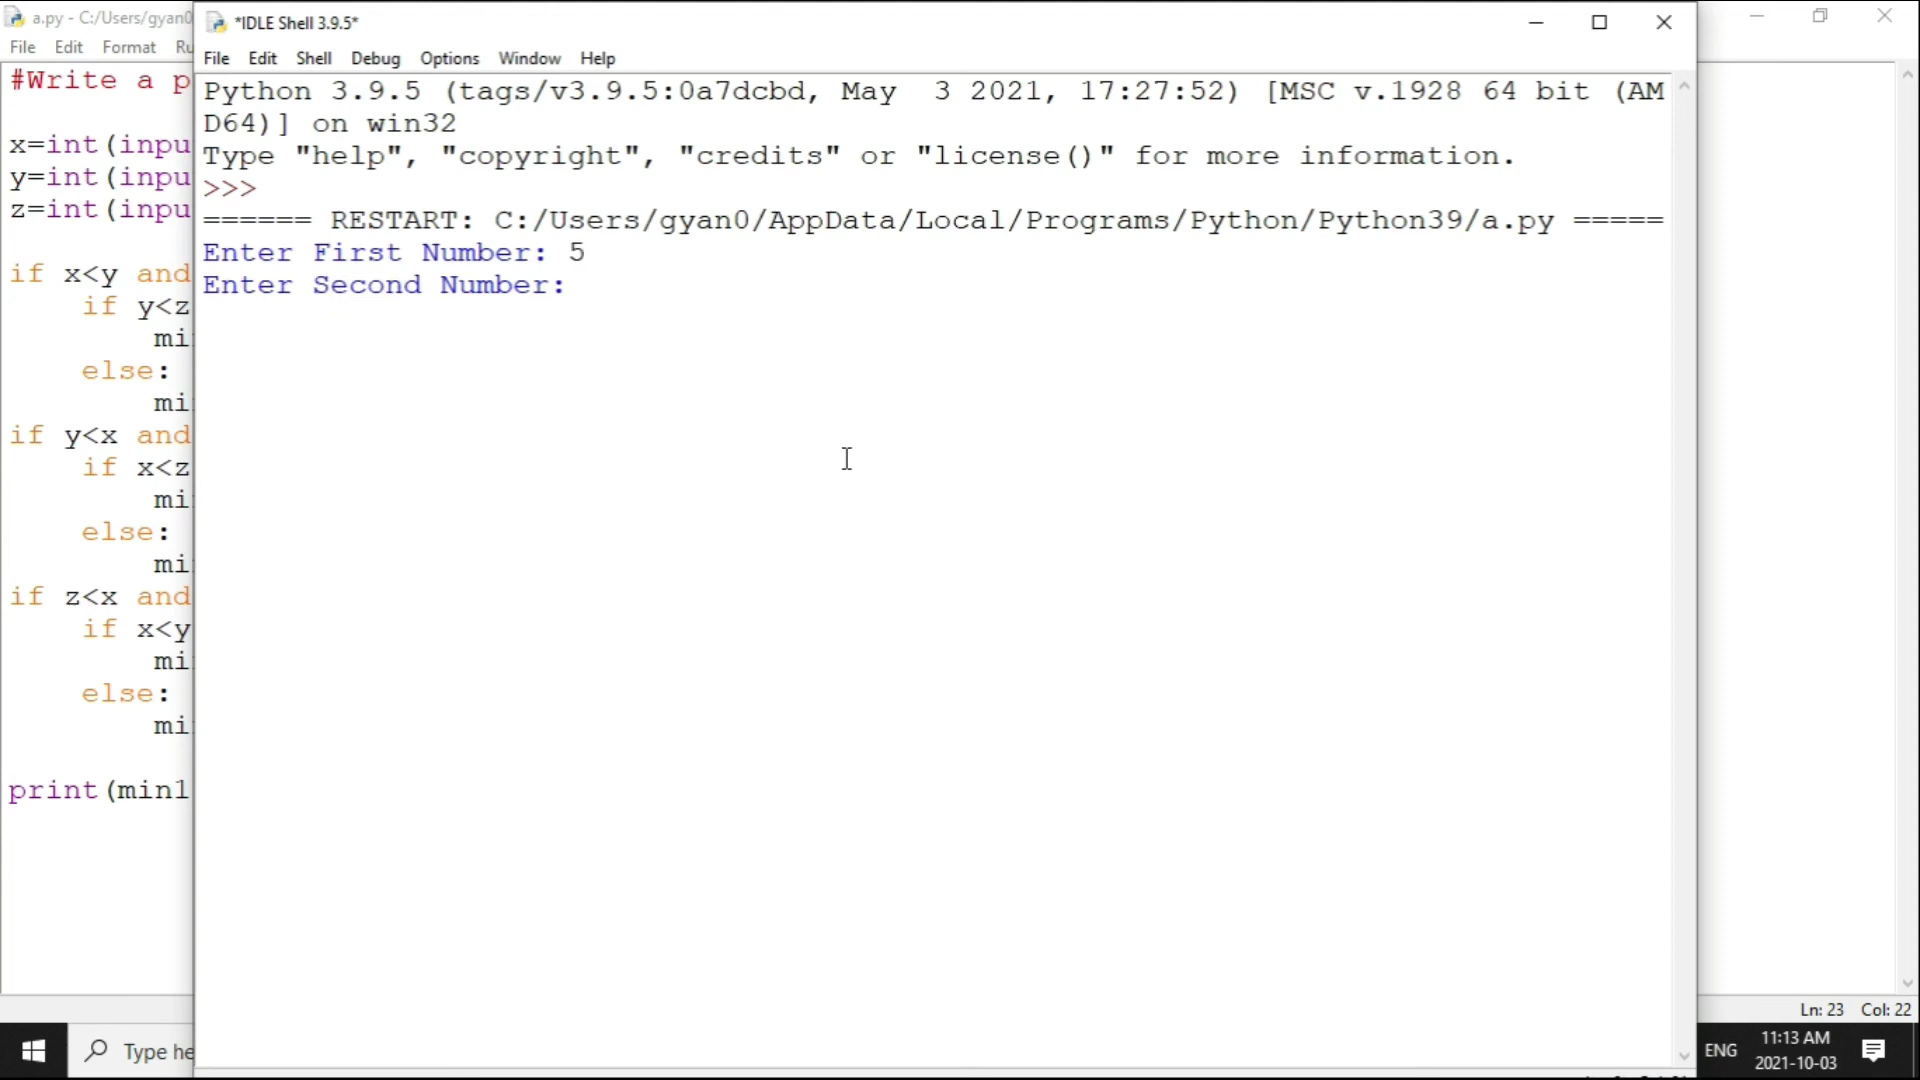 a.py - C:/Users/gyan0
File Edit Format Ru
#Write a p
x=int(inpu
y=int(inpu
z=int(inpu
if x<y and
if y<z
mi
else:
mi
if y<x and
if x<z
mi
else:
mi
if z<x and
if x<y
mi
else:
mi
print(min1
*IDLE Shell 3.9.5*
File Edit Shell Debug Options Window Help
Python 3.9.5 (tags/v3.9.5:0a7dcbd, May  3 2021, 17:27:52) [MSC v.1928 64 bit (AM
D64)] on win32
Type "help", "copyright", "credits" or "license()" for more information.
>>>
====== RESTART: C:/Users/gyan0/AppData/Local/Programs/Python/Python39/a.py =====
Enter First Number: 5
Enter Second Number:
Ln: 23 Col: 22
Type he
ENG
11:13 AM
2021-10-03